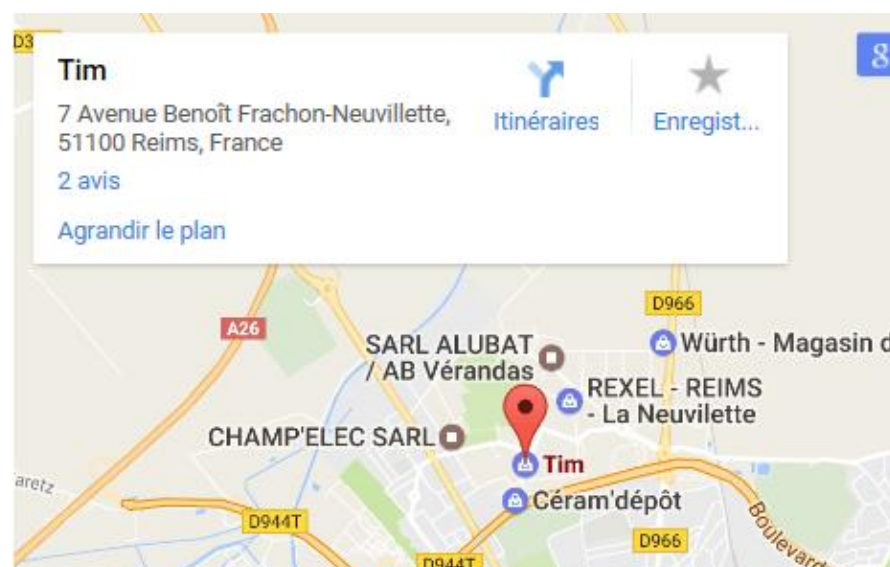 D3
Tim
7 Avenue Benoît Frachon-Neuvillette,
51100 Reims, France
2 avis
Agrandir le plan
Itinéraires
Enregist...
8
D966
A26
SARL ALUBAT
/ AB Vérandas
Würth - Magasin d
REXEL - REIMS
- La Neuvilette
CHAMP'ELEC SARL
Tim
Céram'dépôt
aretz
D944T
D966
D944T
Boulevard